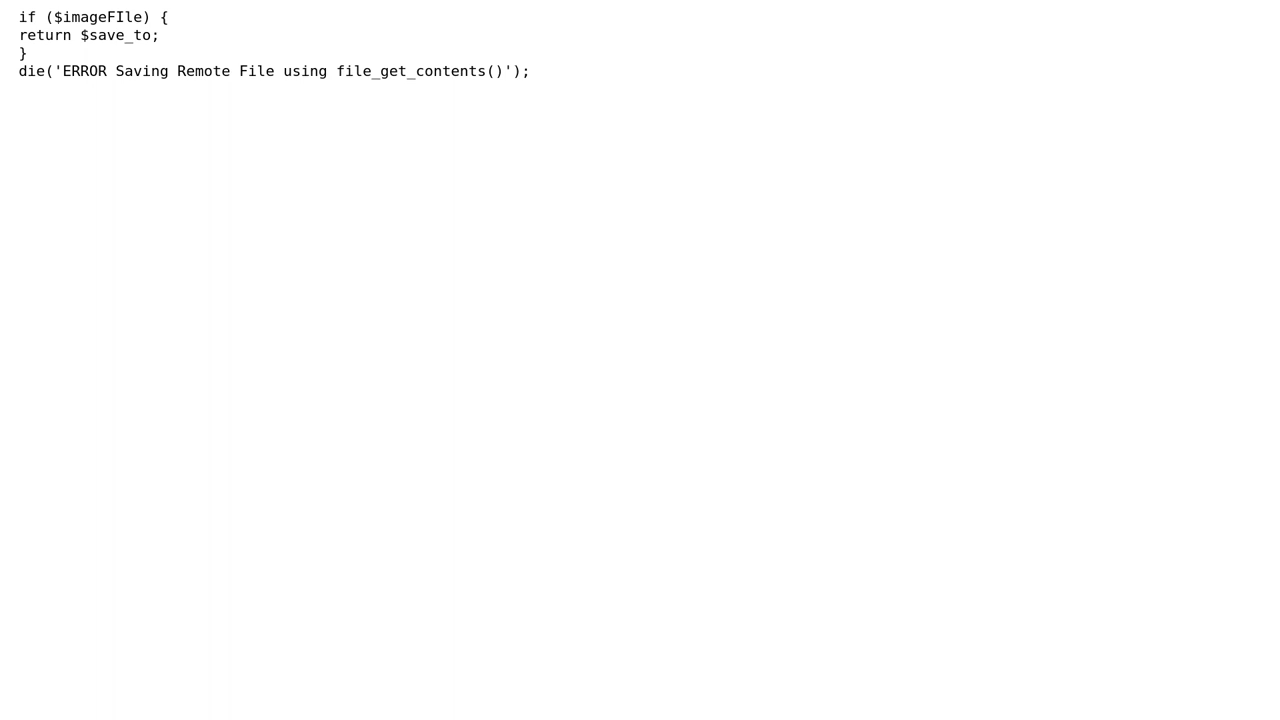 if ($imageFIle) {
return $save_to;
}
die('ERROR Saving Remote File using file_get_contents()');